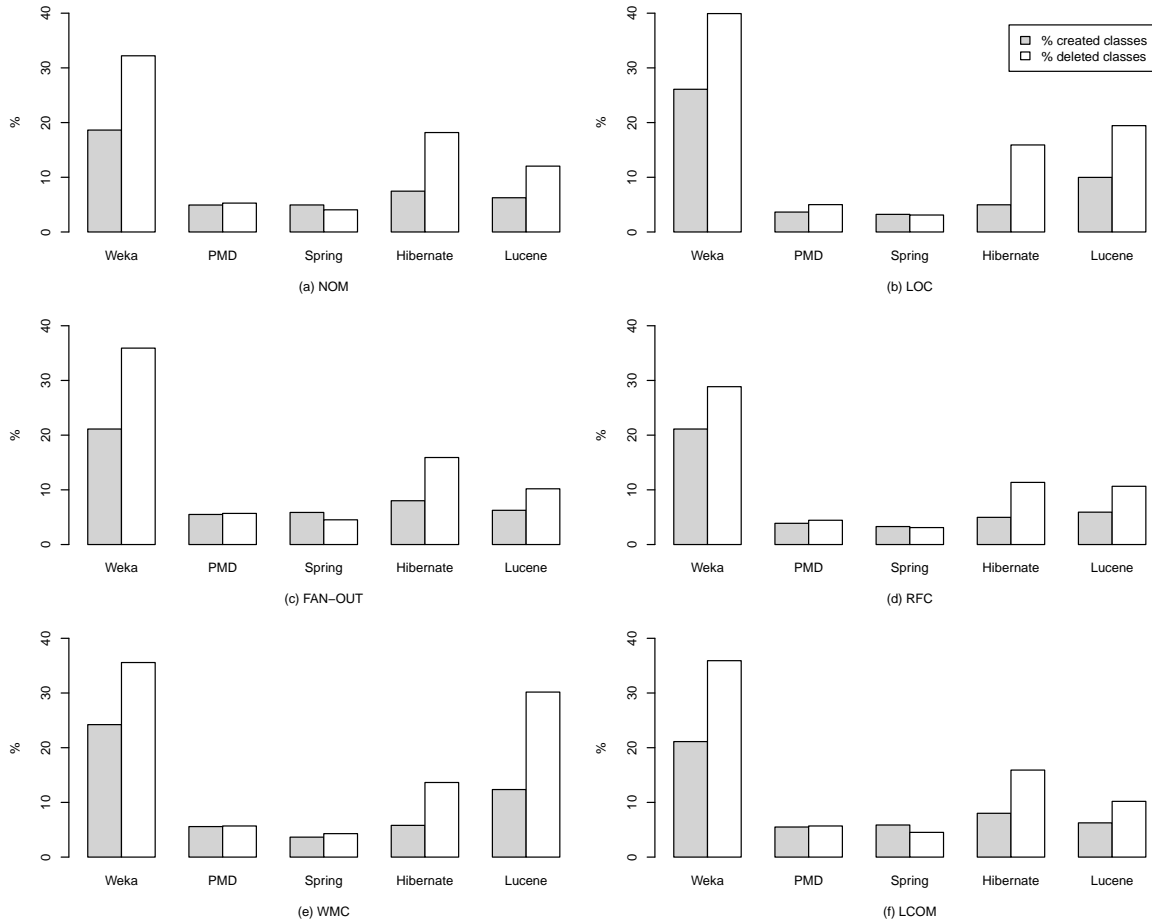 40
30
20
10
0
%
Weka PMD Spring Hibernate Lucene
(a) NOM
40
30
20
10
0
%
% created classes
% deleted classes
Weka PMD Spring Hibernate Lucene
(b) LOC
40
30
20
10
0
%
Weka PMD Spring Hibernate Lucene
(c) FAN−OUT
40
30
20
10
0
%
Weka PMD Spring Hibernate Lucene
(d) RFC
40
30
20
10
0
%
Weka PMD Spring Hibernate Lucene
(e) WMC
40
30
20
10
0
%
Weka PMD Spring Hibernate Lucene
(f) LCOM